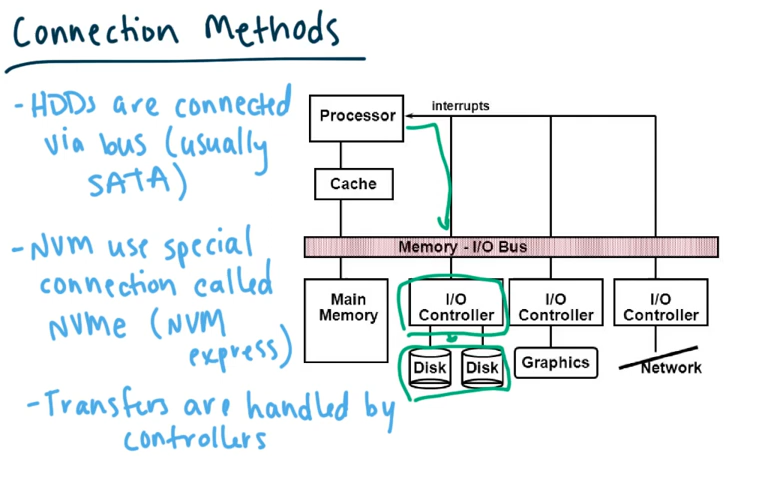 Connection Methods
- HDDs are connected
via bus (usually
SATA)
- NVM use special
connection called
NVMe (NVM
express)
- Transfers are handled by
controllers
Processor
interrupts
Cache
Memory - I/O Bus
Main
Memory
I/O
Controller
I/O
Controller
I/O
Controller
Disk
Disk
Graphics
Network